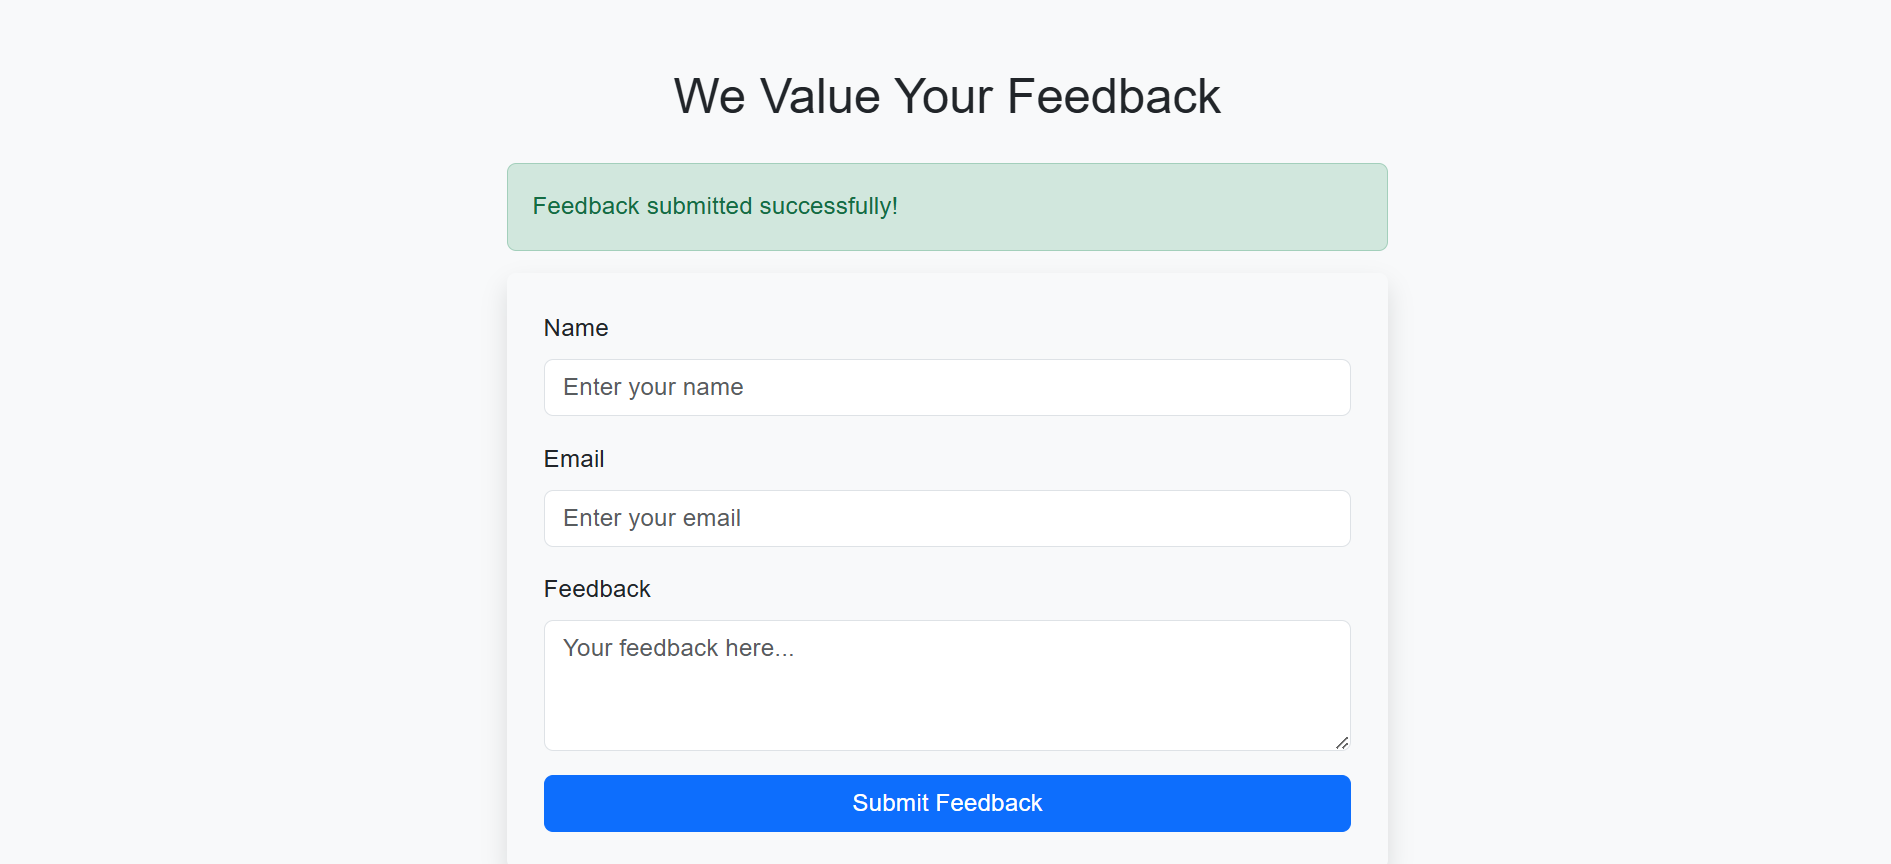 We Value Your Feedback
Feedback submitted successfully!
Name
Enter your name
Email
Enter your email
Feedback
Your feedback here...
Submit Feedback